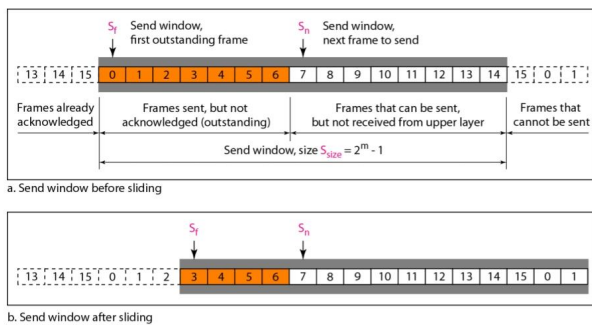 Sf Send window, first outstanding frame
Sn Send window, next frame to send
13 14 15 0 1 2 3 4 5 6 7 8 9 10 11 12 13 14 15 0 1
Frames already acknowledged
Frames sent, but not acknowledged (outstanding)
Frames that can be sent, but not received from upper layer
Frames that cannot be sent
Send window, size Ssize = 2^m - 1
a. Send window before sliding
Sf Sn
13 14 15 0 1 2 3 4 5 6 7 8 9 10 11 12 13 14 15 0 1
b. Send window after sliding